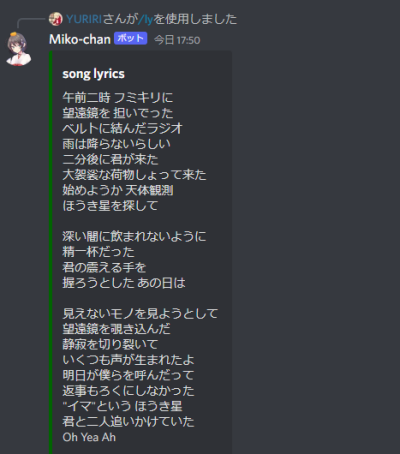 YURIRIさんが/lyを使用しました
Miko-chan ボット 今日 17:50
song lyrics
午前二時 フミキリに
望遠鏡を 担いでった
ベルトに結んだラジオ
雨は降らないらしい
二分後に君が来た
大袈裟な荷物しょって来た
始めようか 天体観測
ほうき星を探して
深い闇に飲まれないように
精一杯だった
君の震える手を
握ろうとした あの日は
見えないモノを見ようとして
望遠鏡を覗き込んだ
静寂を切り裂いて
いくつも声が生まれたよ
明日が僕らを呼んだって
返事もろくにしなかった
"イマ"という ほうき星
君と二人追いかけていた
Oh Yea Ah